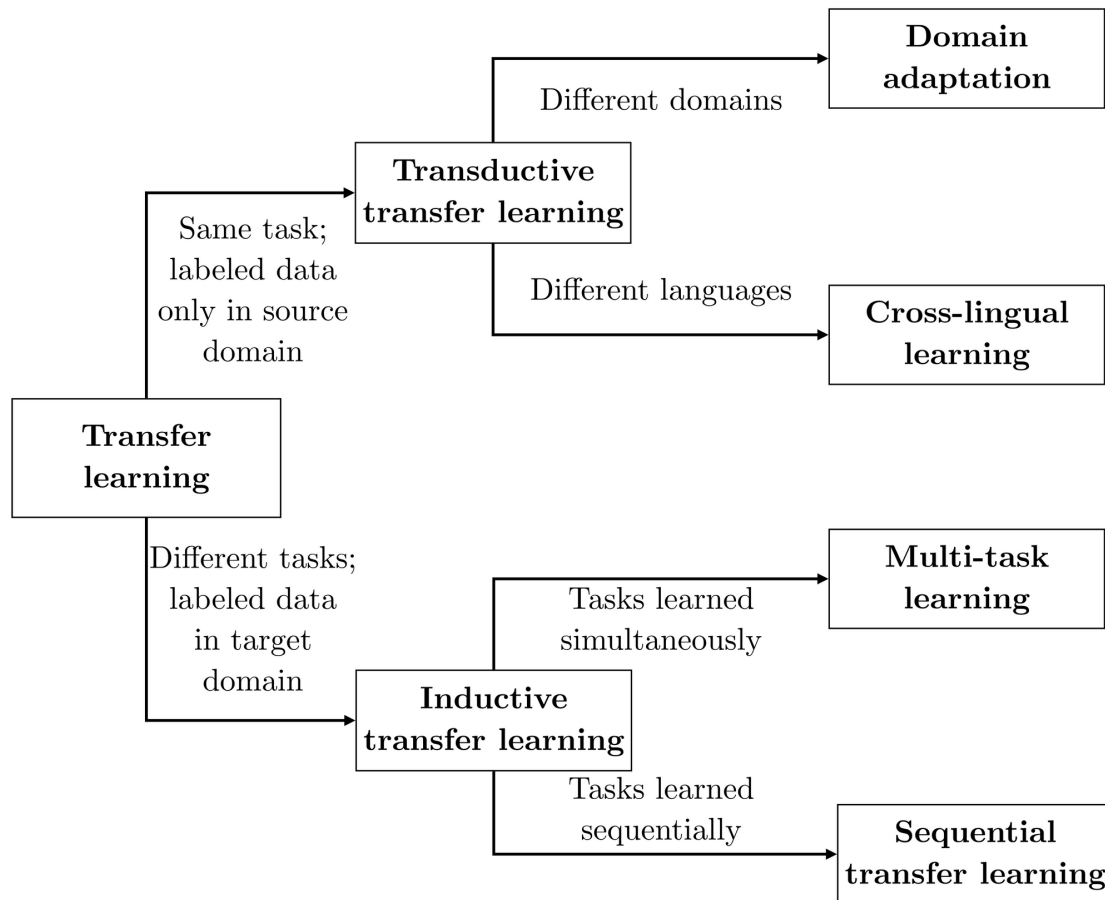 Domain
adaptation
Different domains
Transductive
transfer learning
Same task;
labeled data
only in source
domain
Different languages
Cross-lingual
learning
Transfer
learning
Different tasks;
labeled data
in target
domain
Multi-task
learning
Tasks learned
simultaneously
Inductive
transfer learning
Tasks learned
sequentially
Sequential
transfer learning